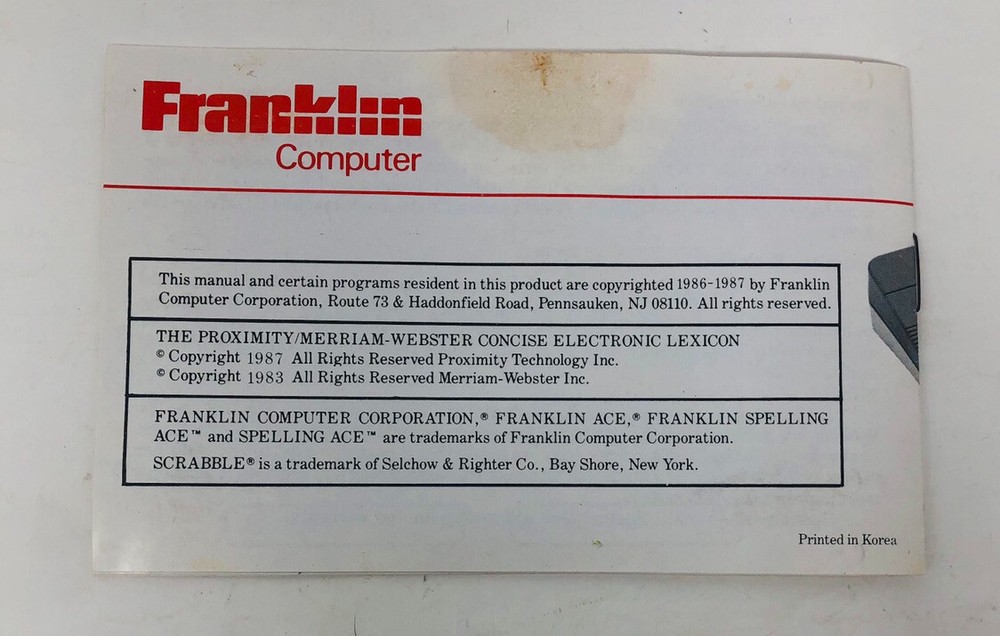 Franklin
Computer
This manual and certain programs resident in this product are copyrighted 1986-1987 by Franklin
Computer Corporation, Route 73 & Haddonfield Road, Pennsauken, NJ 08110. All rights reserved.
THE PROXIMITY/MERRIAM-WEBSTER CONCISE ELECTRONIC LEXICON
© Copyright 1987 All Rights Reserved Proximity Technology Inc.
© Copyright 1983 All Rights Reserved Merriam-Webster Inc.
FRANKLIN COMPUTER CORPORATION,® FRANKLIN ACE,® FRANKLIN SPELLING
ACE™ and SPELLING ACE™ are trademarks of Franklin Computer Corporation.
SCRABBLE® is a trademark of Selchow & Righter Co., Bay Shore, New York.
Printed in Korea